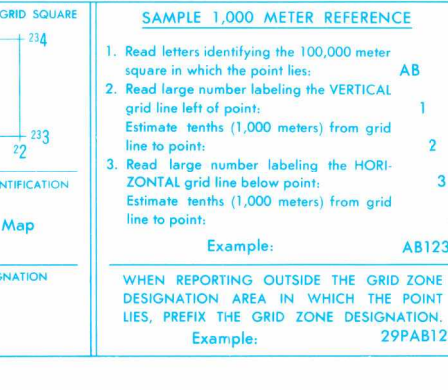 GRID SQUARE
234
233
22
NTIFICATION
Map
GNATION
SAMPLE 1,000 METER REFERENCE
1. Read letters identifying the 100,000 meter
square in which the point lies: AB
2. Read large number labeling the VERTICAL
grid line left of point: 1
Estimate tenths (1,000 meters) from grid
line to point: 2
3. Read large number labeling the HORI-
ZONTAL grid line below point: 3
Estimate tenths (1,000 meters) from grid
line to point:
Example: AB123
WHEN REPORTING OUTSIDE THE GRID ZONE
DESIGNATION AREA IN WHICH THE POINT
LIES, PREFIX THE GRID ZONE DESIGNATION.
Example: 29PAB12